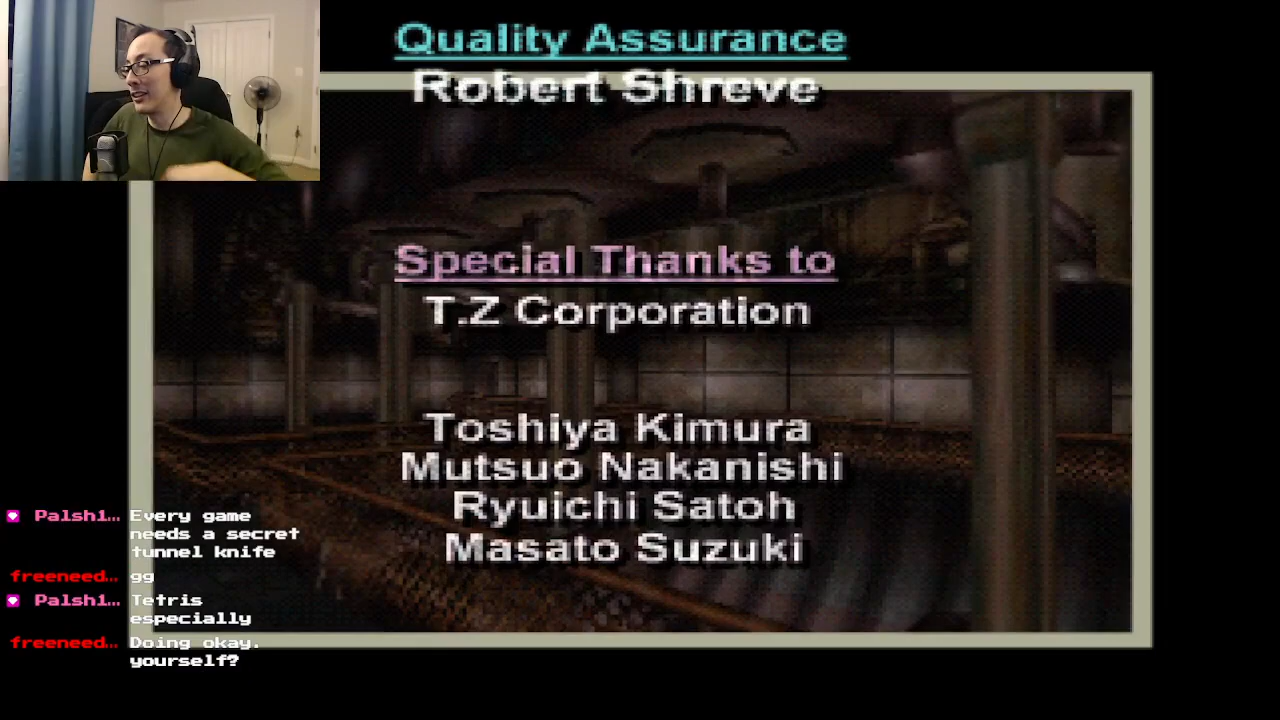 Quality Assurance
Robert Shreve
Special Thanks to
T.Z Corporation
Toshiya Kimura
Mutsuo Nakanishi
Ryuichi Satoh
Masato Suzuki
Palsh1… Every game
needs a secret
tunnel knife
freeneed… gg
Palsh1… Tetris
especially
freeneed… Doing okay,
yourself?